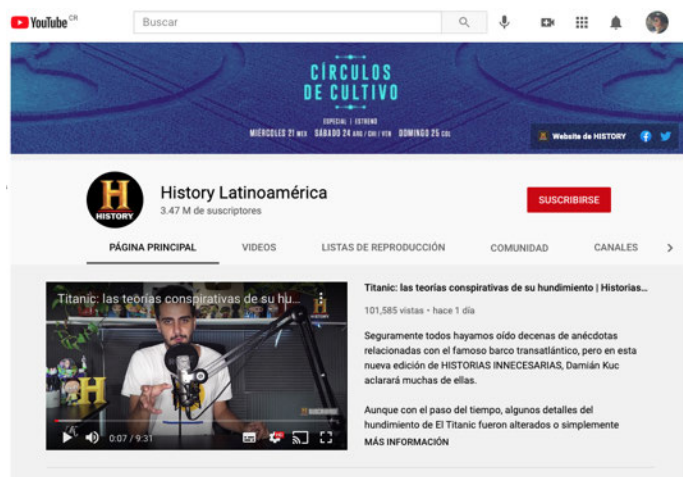 YouTube CR
Buscar
CÍRCULOS
DE CULTIVO
ESPECIAL | ESTRENO
MIÉRCOLES 21 MEX SÁBADO 24 ARG / CHI / VEN DOMINGO 25 COL
Website de HISTORY
H
HISTORY
History Latinoamérica
3.47 M de suscriptores
SUSCRIBIRSE
PÁGINA PRINCIPAL VIDEOS LISTAS DE REPRODUCCIÓN COMUNIDAD CANALES
Titanic: las teorías conspirativas de su hu...
0:07 / 9:31
Titanic: las teorías conspirativas de su hundimiento | Historias...
101,585 vistas • hace 1 día
Seguramente todos hayamos oído decenas de anécdotas
relacionadas con el famoso barco transatlántico, pero en esta
nueva edición de HISTORIAS INNECESARIAS, Damián Kuc
aclarará muchas de ellas.
Aunque con el paso del tiempo, algunos detalles del
hundimiento de El Titanic fueron alterados o simplemente
MÁS INFORMACIÓN